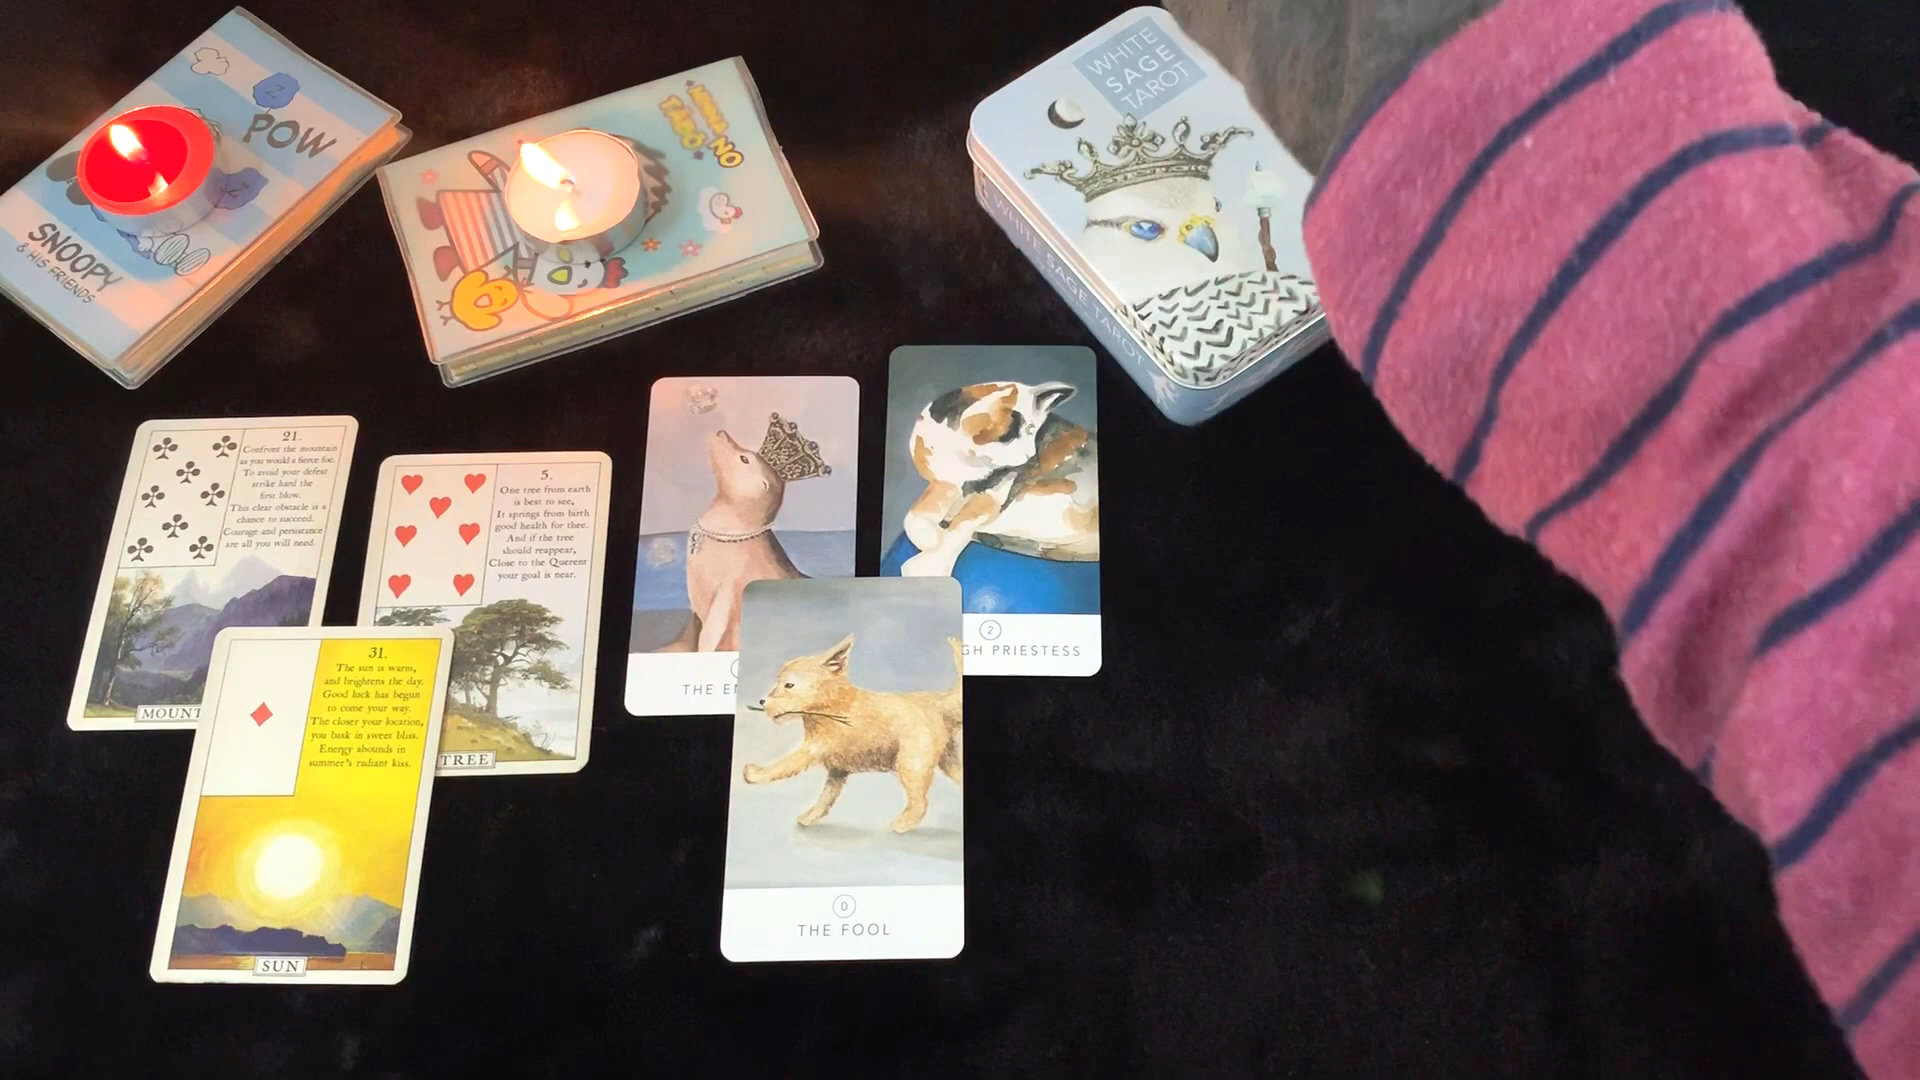 2
POW
SNOOPY
& HIS FRIENDS
NO
WHITE
SAGE
TAROT
WHITE SAGE TAROT
21.
Confront the mountain
as you would a fierce foe.
To avoid your defeat
strike hard the
first blow.
This clear obstacle is a
chance to succeed.
Courage and persistance
are all you will need.
MOUNT
5.
One tree from earth
is best to see,
It springs from birth
good health for thee.
And if the tree
should reappear,
Close to the Querent
your goal is near.
TREE
31.
The sun is warm,
and brightens the day.
Good luck has begun
to come your way.
The closer your location,
you bask in sweet bliss.
Energy abounds in
summer's radiant kiss.
SUN
THE E
2
GH PRIESTESS
0
THE FOOL